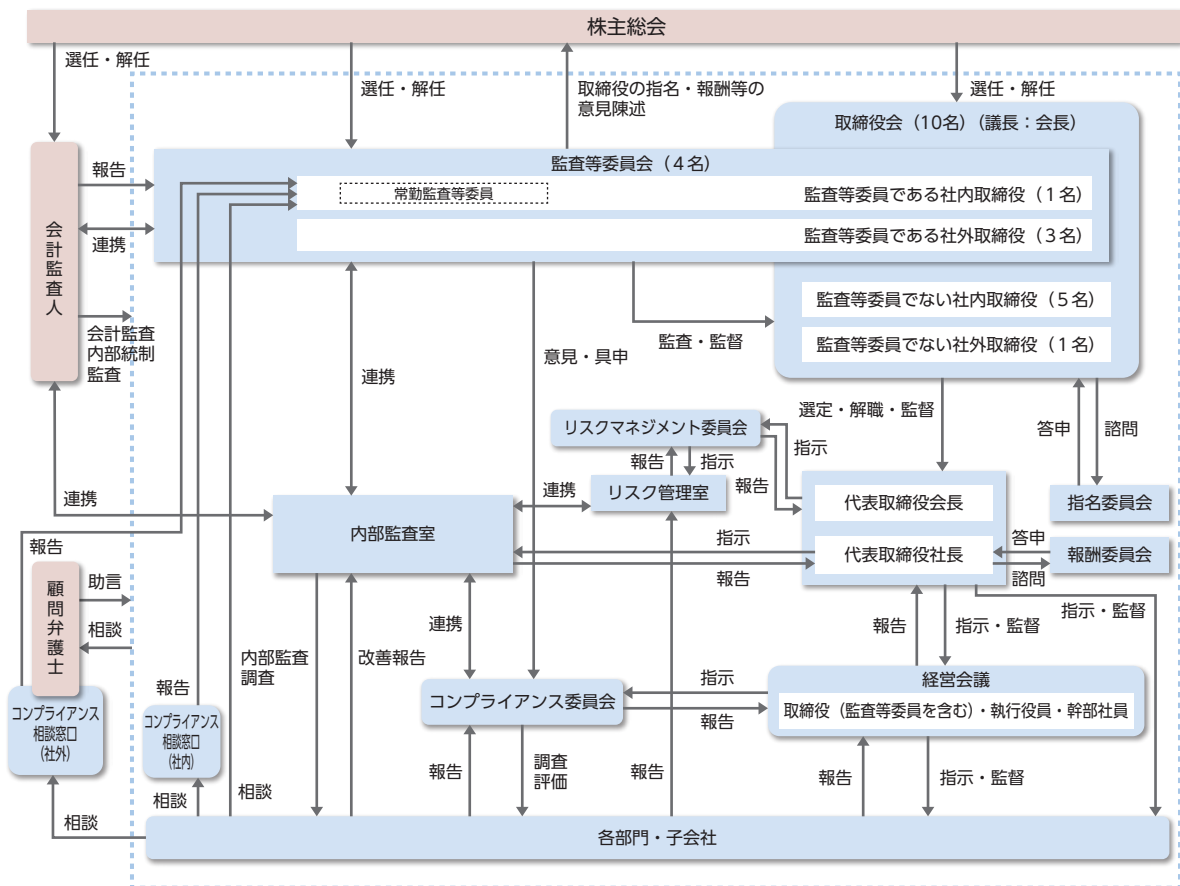 株主総会
選任・解任
選任・解任
取締役の指名・報酬等の
意見陳述
選任・解任
取締役会（10名）（議長：会長）
監査等委員会（4名）
常勤監査等委員
監査等委員である社内取締役（1名）
監査等委員である社外取締役（3名）
監査等委員でない社内取締役（5名）
監査等委員でない社外取締役（1名）
報告
連携
会計監査人
会計監査
内部統制
監査
監査・監督
意見・具申
連携
選定・解職・監督
答申
諮問
リスクマネジメント委員会
指示
報告
指示
報告
リスク管理室
連携
連携
内部監査室
代表取締役会長
代表取締役社長
指名委員会
報酬委員会
指示
報告
答申
諮問
報告
顧問弁護士
助言
相談
指示・監督
報告
指示・監督
連携
内部監査
調査
改善報告
報告
コンプライアンス
相談窓口
(社外)
コンプライアンス
相談窓口
(社内)
コンプライアンス委員会
指示
報告
経営会議
取締役（監査等委員を含む）・執行役員・幹部社員
報告
調査
評価
報告
報告
指示・監督
相談
相談
相談
各部門・子会社